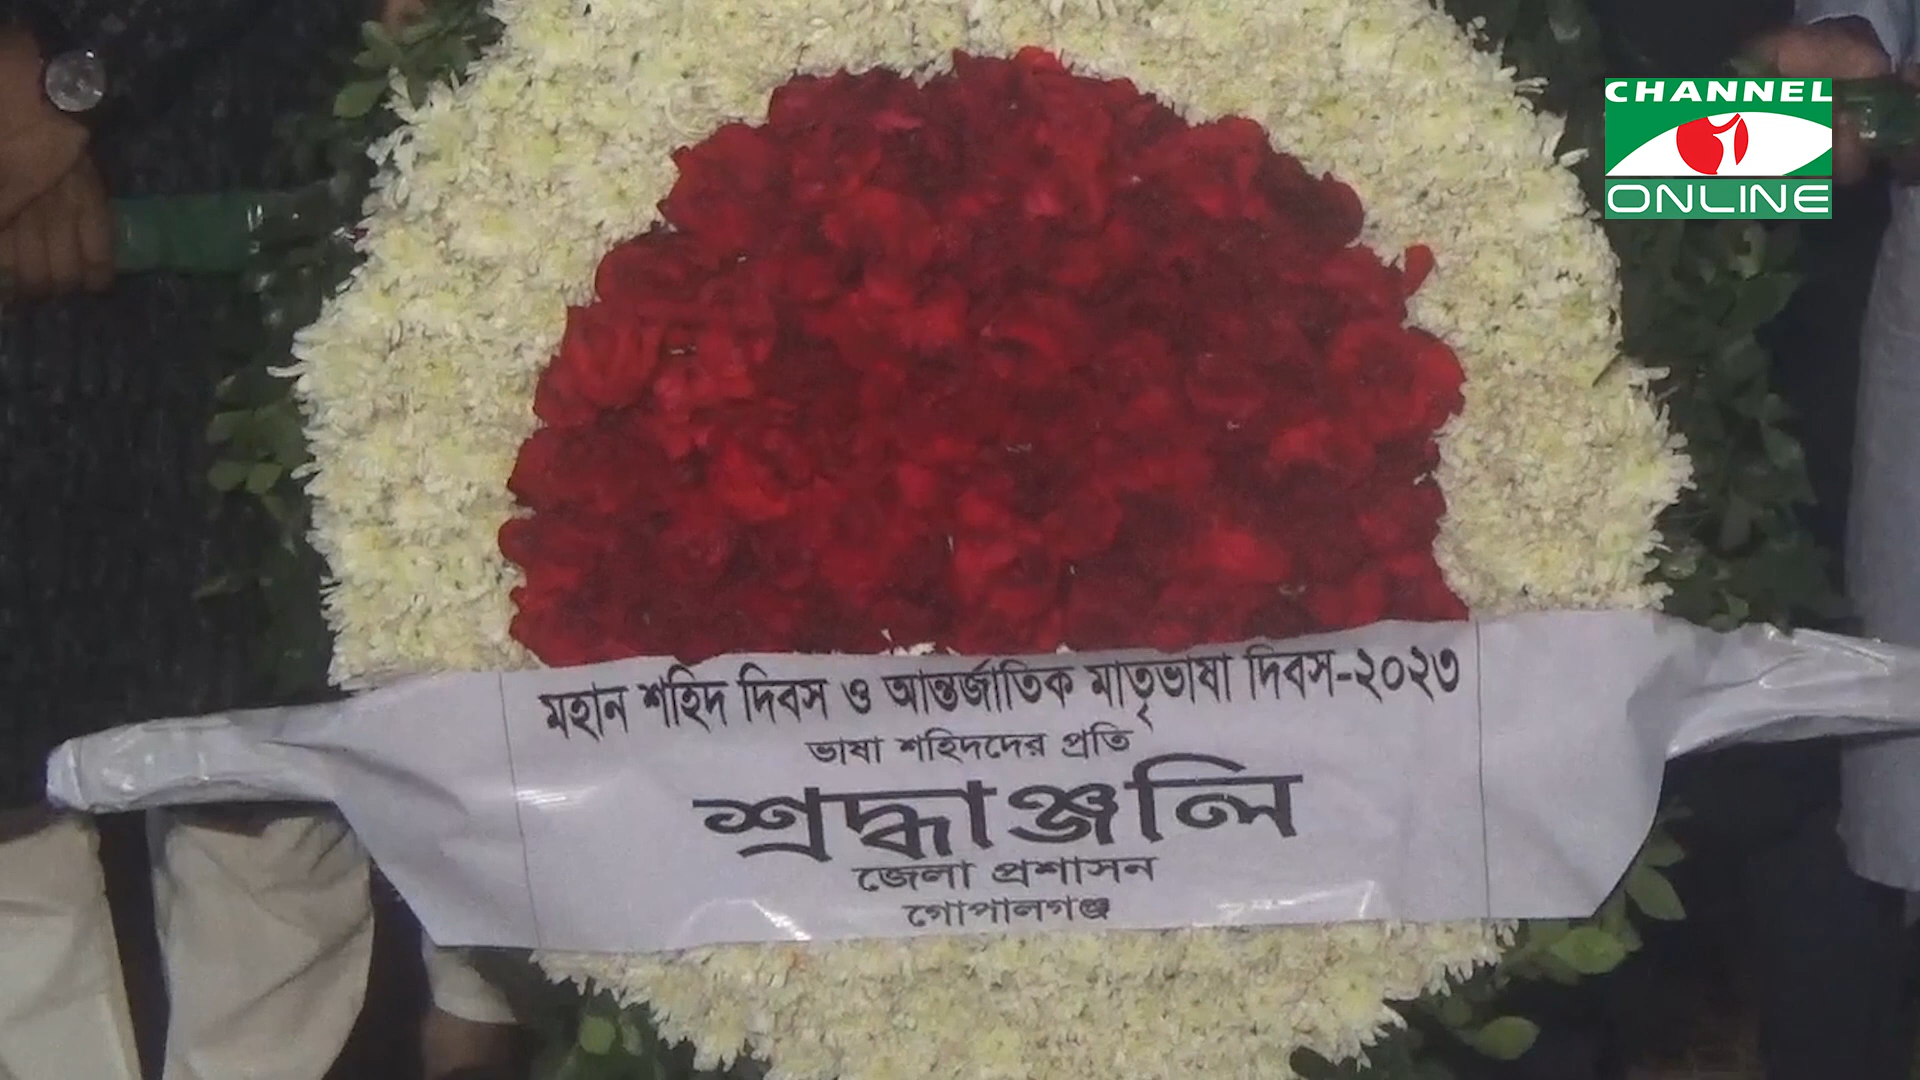 CHANNEL
ONLINE
মহান শহিদ দিবস ও আন্তর্জাতিক মাতৃভাষা দিবস-২০২৩
ভাষা শহিদদের প্রতি
শ্রদ্ধাঞ্জলি
জেলা প্রশাসন
গোপালগঞ্জ